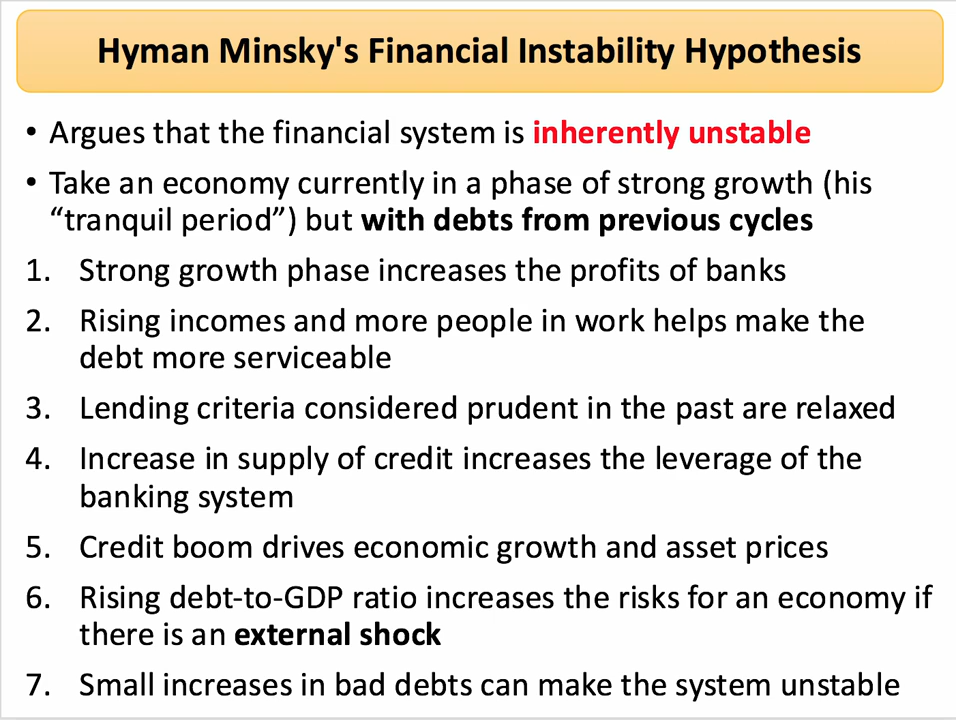 Hyman Minsky's Financial Instability Hypothesis
• Argues that the financial system is inherently unstable
• Take an economy currently in a phase of strong growth (his
“tranquil period”) but with debts from previous cycles
1. Strong growth phase increases the profits of banks
2. Rising incomes and more people in work helps make the
debt more serviceable
3. Lending criteria considered prudent in the past are relaxed
4. Increase in supply of credit increases the leverage of the
banking system
5. Credit boom drives economic growth and asset prices
6. Rising debt-to-GDP ratio increases the risks for an economy if
there is an external shock
7. Small increases in bad debts can make the system unstable